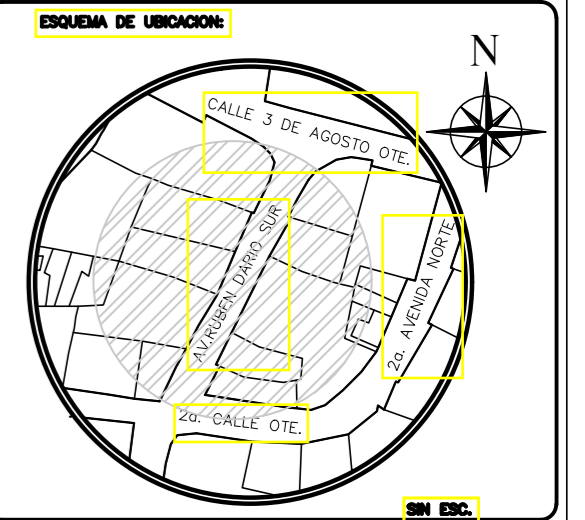 ESQUEMA DE UBICACION:
N
CALLE 3 DE AGOSTO OTE.
AV.RUBEN DARIO SUR
2a. AVENIDA NORTE
2a. CALLE OTE.
SIN ESC.